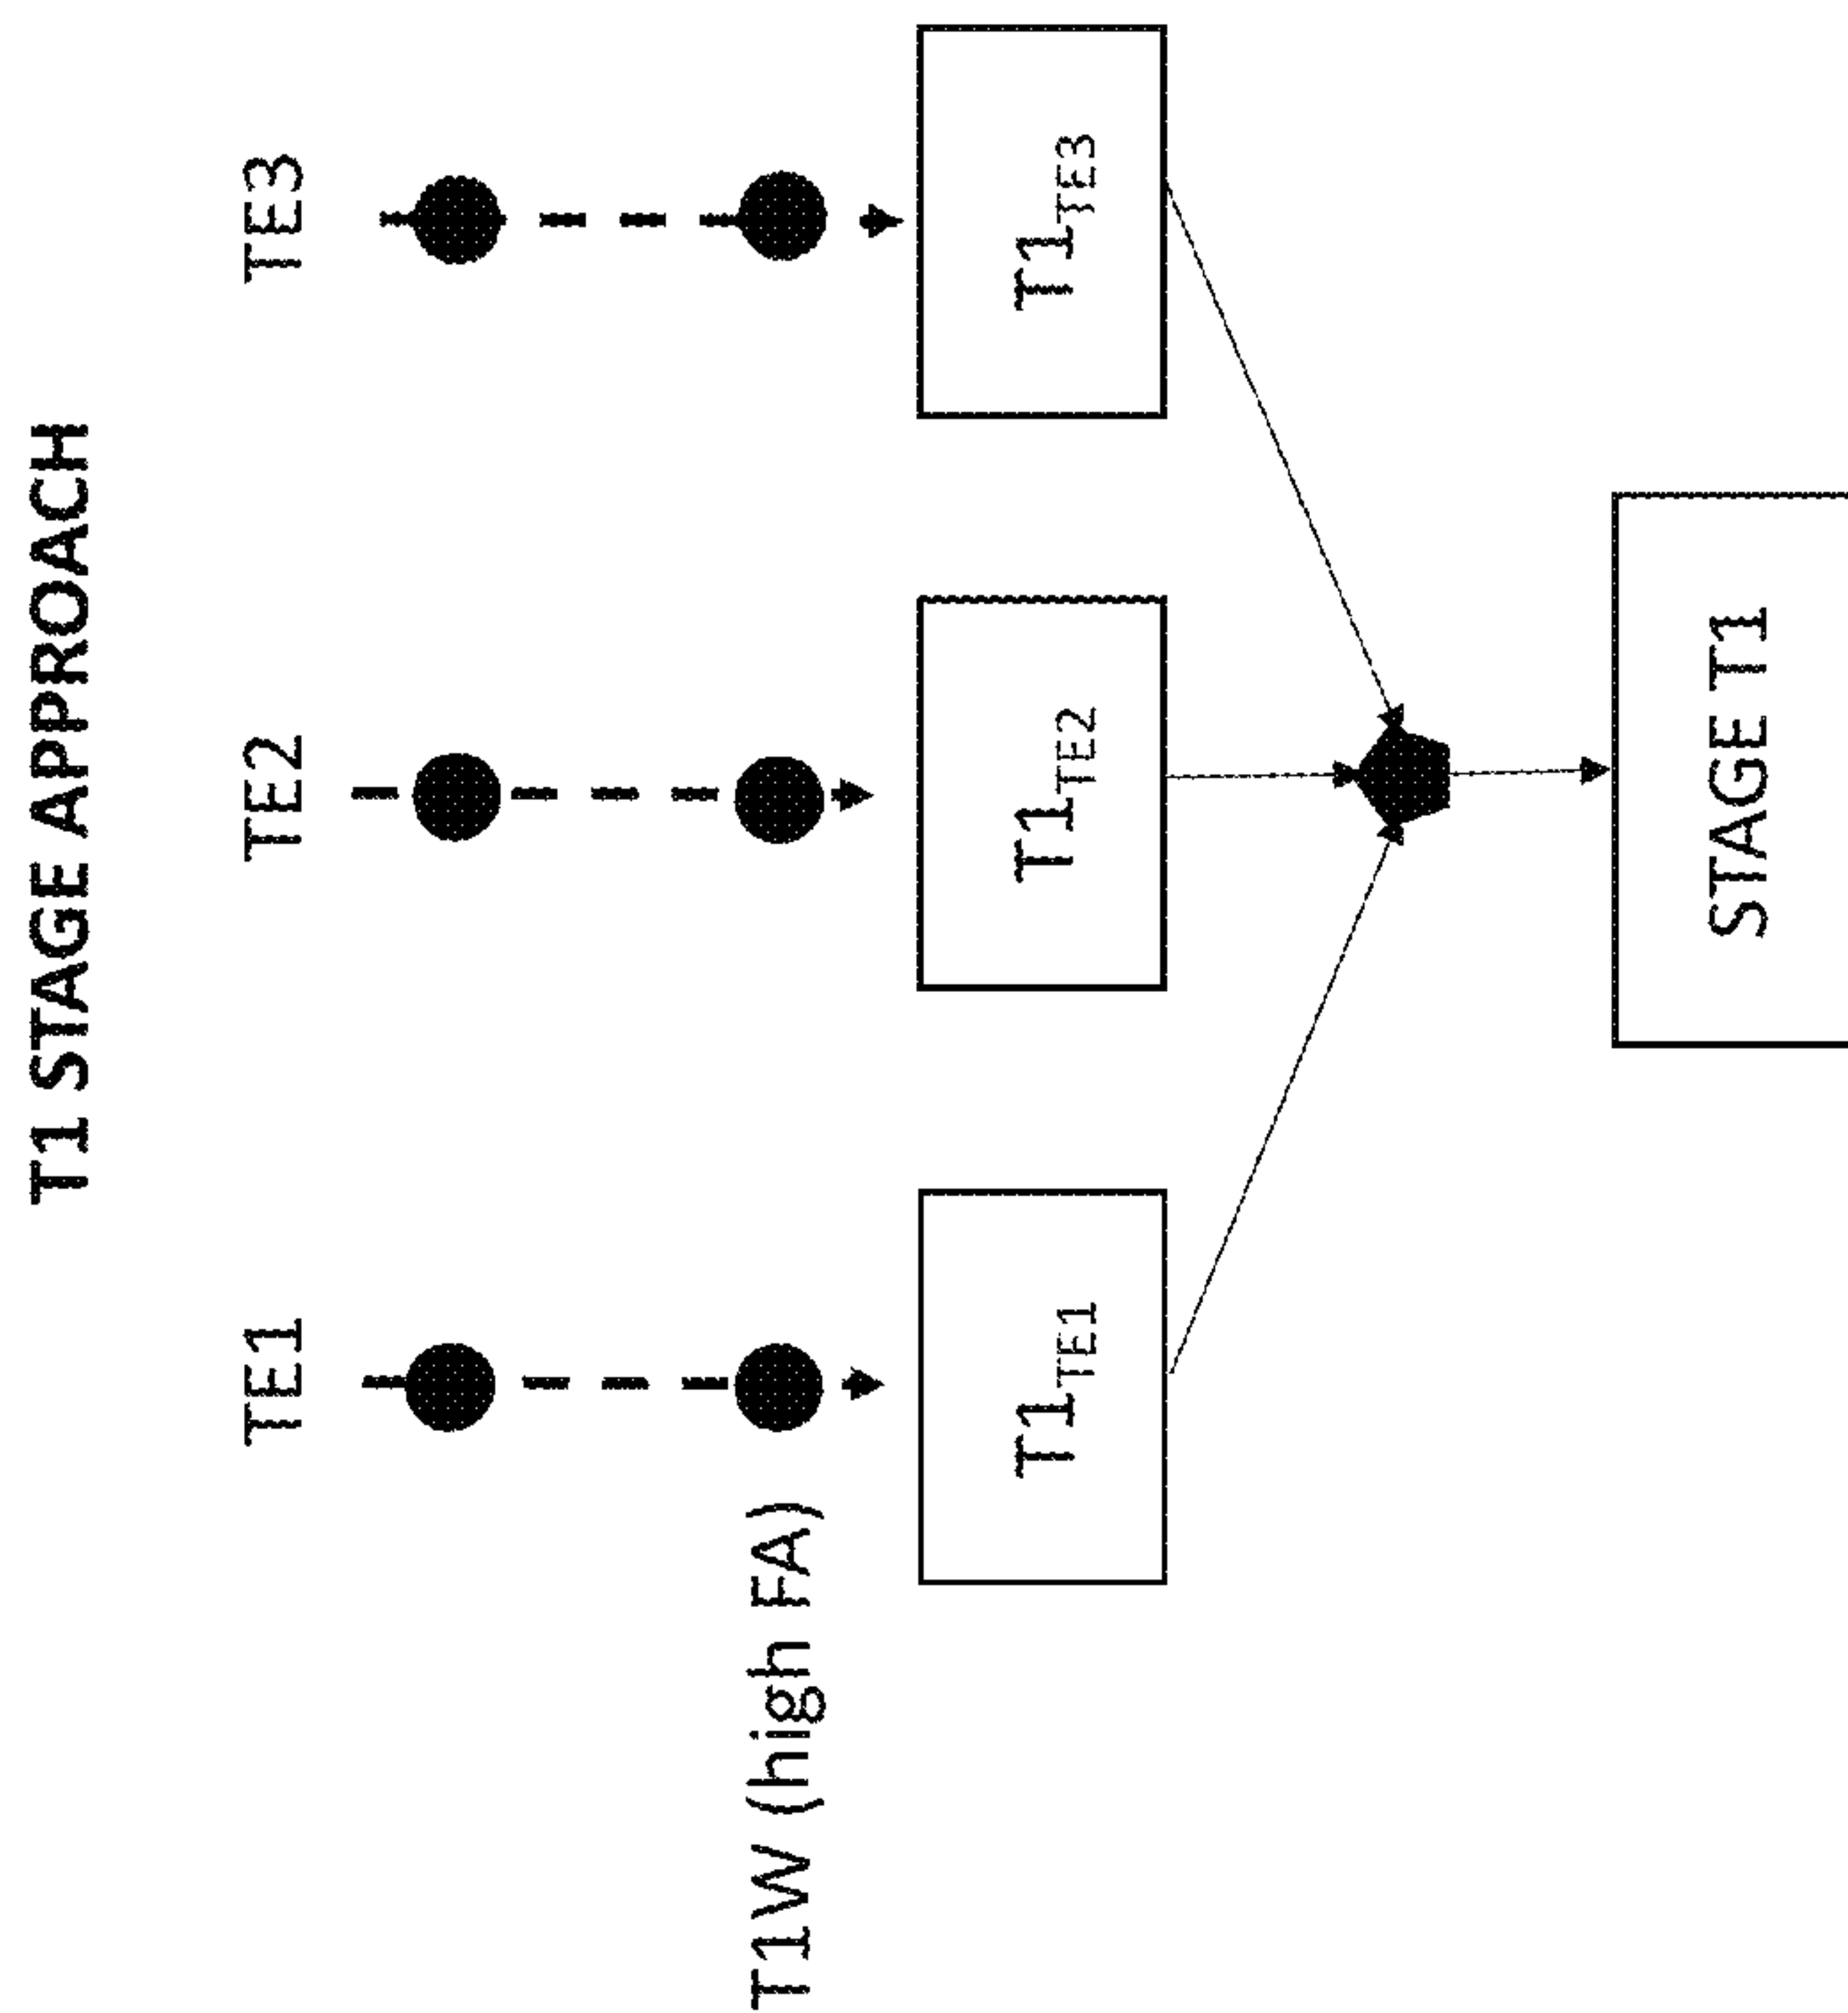 T1 STAGE APPROACH
TE1 TE2 TE3
T1W (high FA)
T1TE1 T1TE2 T1TE3
STAGE T1